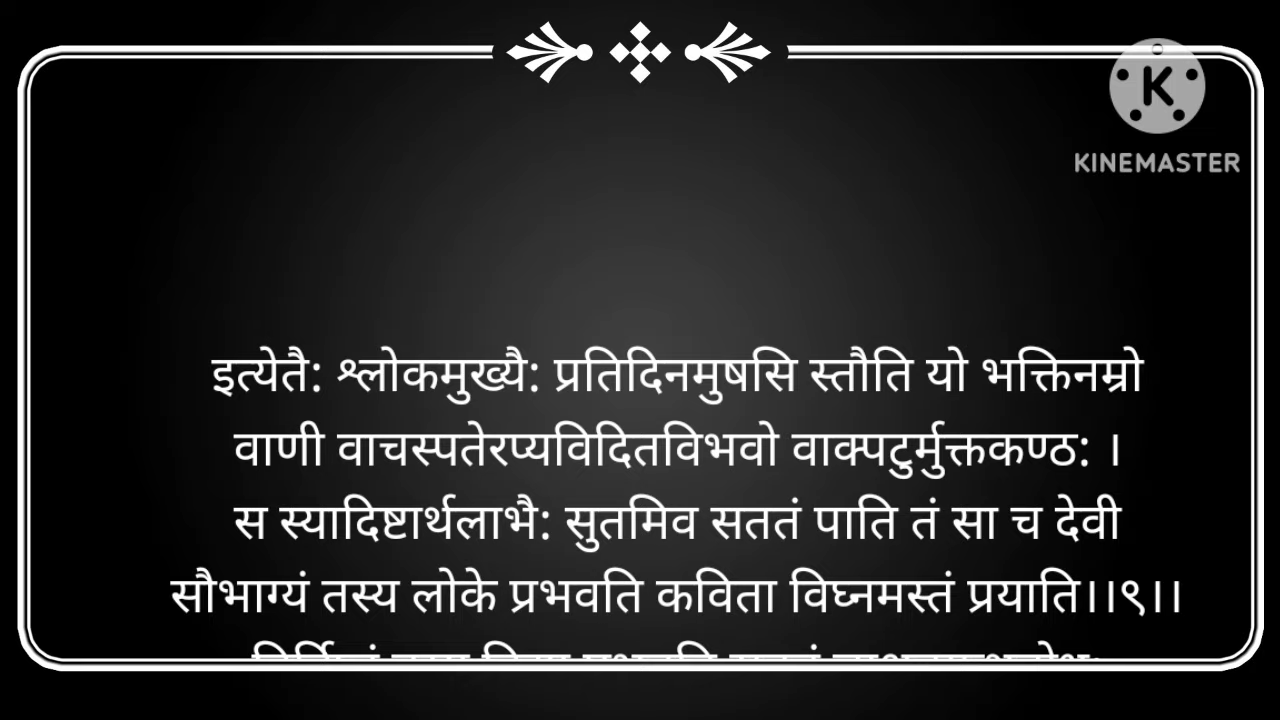 KINEMASTER
इत्येतै: श्लोकमुख्यै: प्रतिदिनमुषसि स्तौति यो भक्तिनम्रो
वाणी वाचस्पतेरप्यविदितविभवो वाक्पटुर्मुक्तकण्ठ: ।
स स्यादिष्टार्थलाभै: सुतमिव सततं पाति तं सा च देवी
सौभाग्यं तस्य लोके प्रभवति कविता विघ्नमस्तं प्रयाति।।९।।